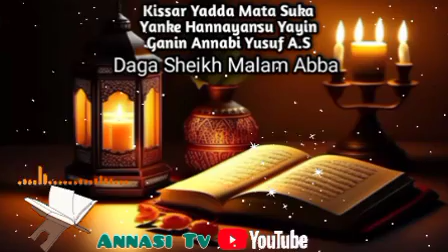 Kissar Yadda Mata Suka
Yanke Hannayansu Yayin
Ganin Annabi Yusuf A.S
Daga Sheikh Malam Abba
ANNASI TV YouTube